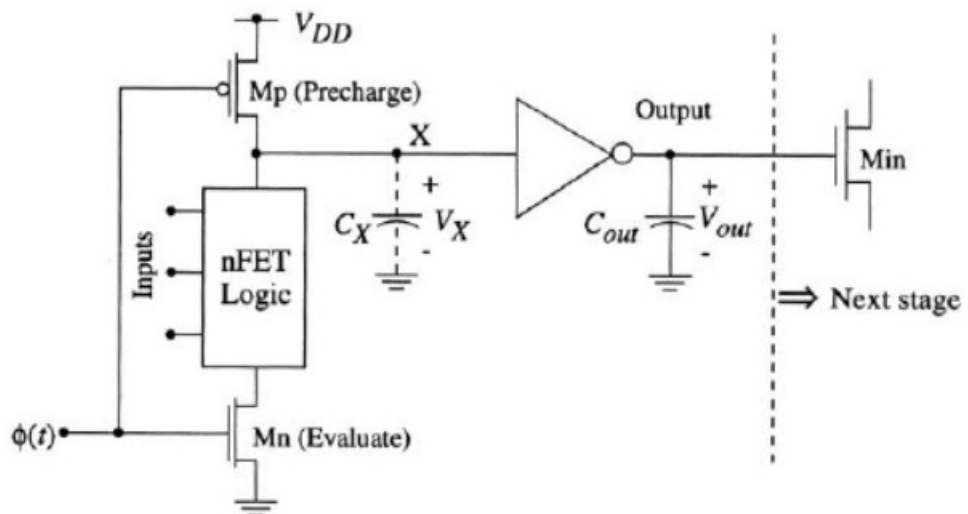 V_DD
Mp (Precharge)
X
Output
Min
+
C_X
V_X
-
+
C_out
V_out
-
Inputs
nFET
Logic
⇒ Next stage
ϕ(t)
Mn (Evaluate)